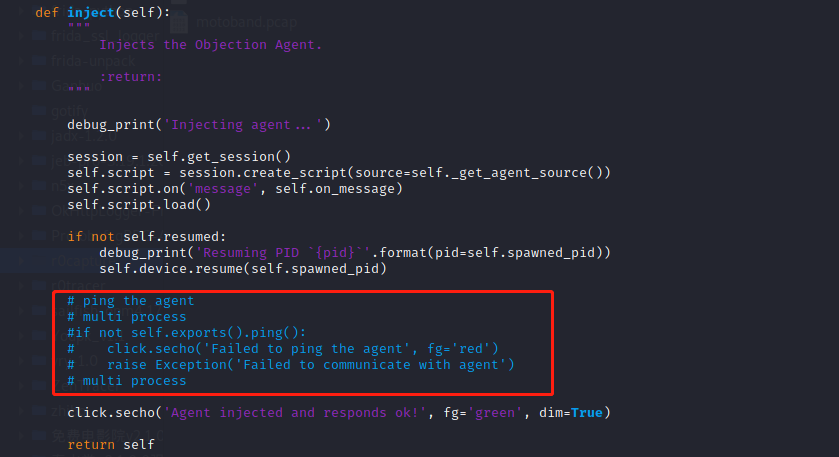 def inject(self):
"""
Injects the Objection Agent.
:return:
"""
debug_print('Injecting agent...')
session = self.get_session()
self.script = session.create_script(source=self._get_agent_source())
self.script.on('message', self.on_message)
self.script.load()
if not self.resumed:
debug_print('Resuming PID `{pid}`'.format(pid=self.spawned_pid))
self.device.resume(self.spawned_pid)
# ping the agent
# multi process
#if not self.exports().ping():
#    click.secho('Failed to ping the agent', fg='red')
#    raise Exception('Failed to communicate with agent')
# multi process
click.secho('Agent injected and responds ok!', fg='green', dim=True)
return self
motoband.pcap
frida-unpack